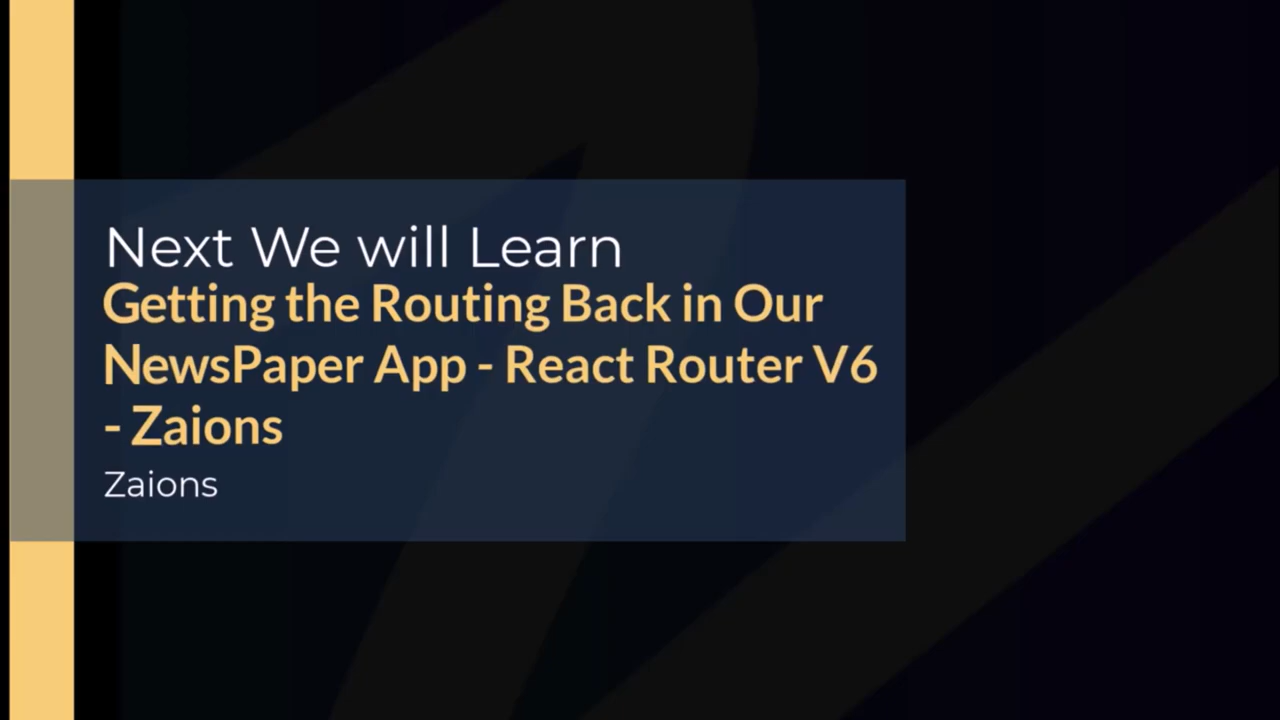 Next We will Learn
Getting the Routing Back in Our
NewsPaper App - React Router V6
- Zaions
Zaions